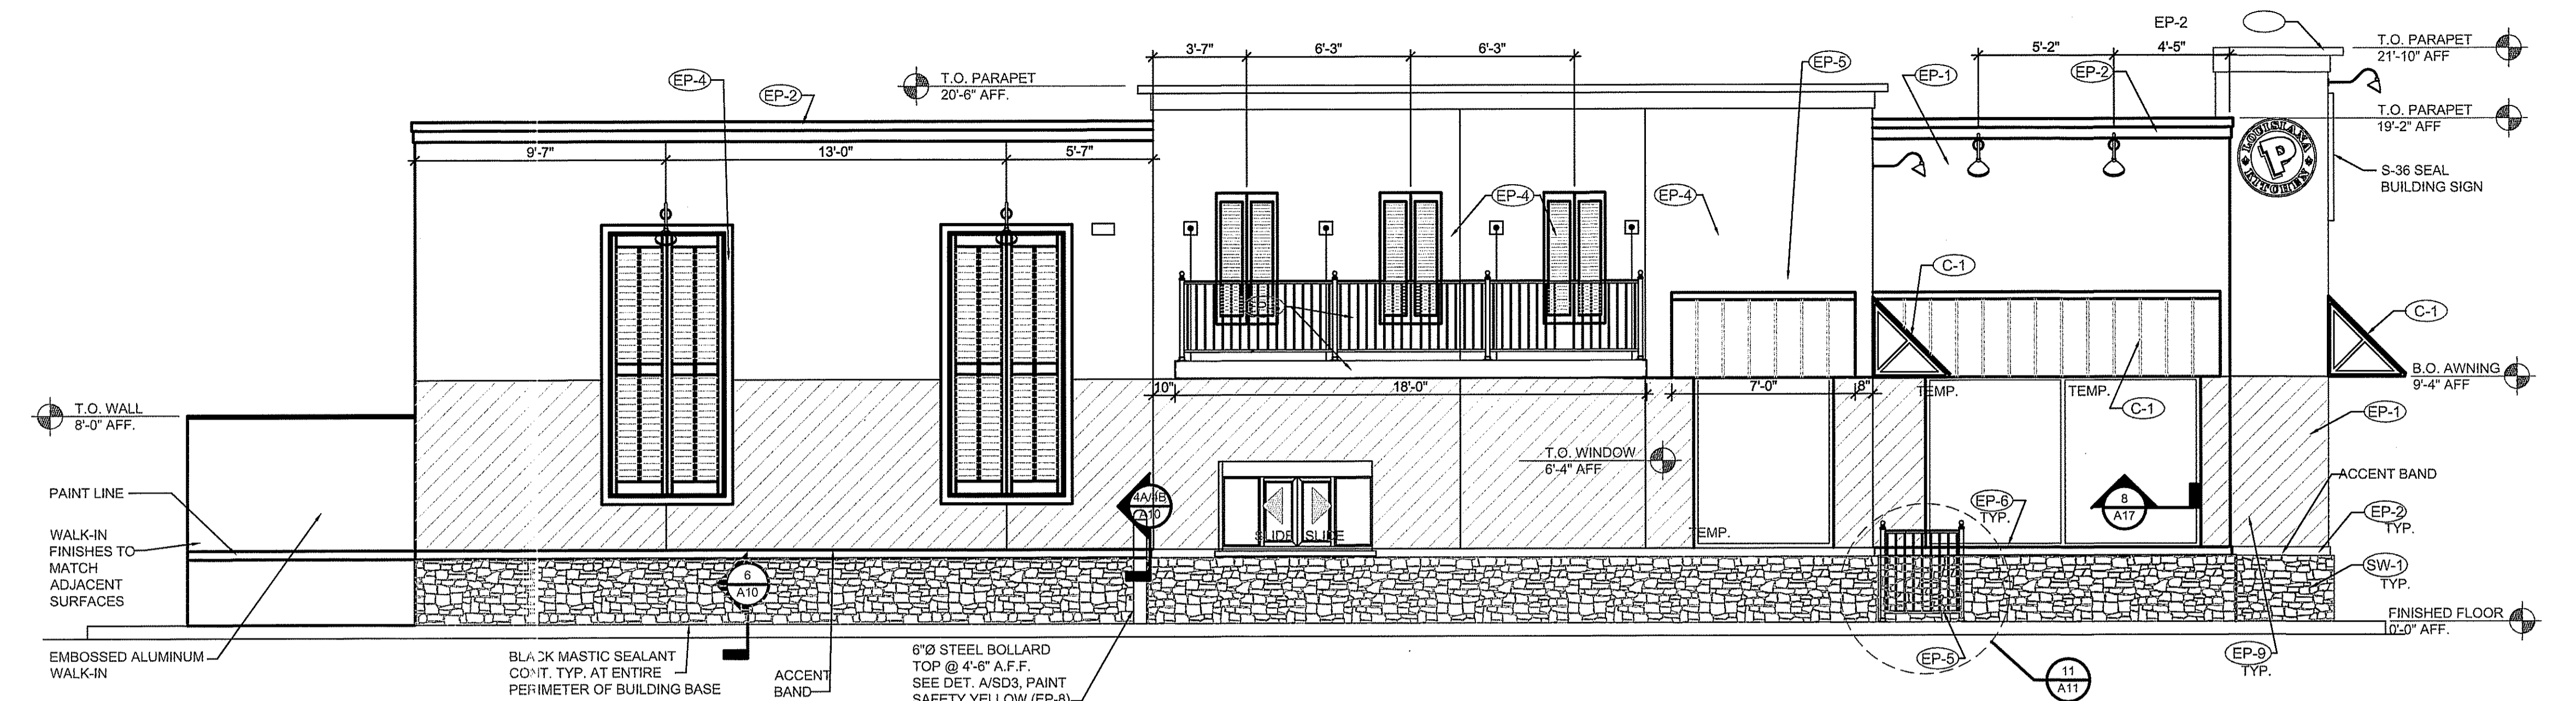 EP-2
T.O. PARAPET
21'-10" AFF
3'-7"
6'-3"
6'-3"
5'-2"
4'-5"
EP-5
EP-1
EP-2
EP-4
EP-2
T.O. PARAPET
20'-6" AFF.
T.O. PARAPET
19'-2" AFF
9'-7"
13'-0"
5'-7"
LOUISIANA
P
KITCHEN
S-36 SEAL
BUILDING SIGN
EP-4
EP-4
C-1
C-1
B.O. AWNING
9'-4" AFF
10"
18'-0"
7'-0"
8"
TEMP.
TEMP.
C-1
EP-1
T.O. WALL
8'-0" AFF.
T.O. WINDOW
6'-4" AFF
ACCENT BAND
PAINT LINE
4A/4B
A10
8
A17
EP-6
TYP.
EP-2
TYP.
SLIDE
SLIDE
TEMP.
WALK-IN
FINISHES TO
MATCH
ADJACENT
SURFACES
6
A10
SW-1
TYP.
FINISHED FLOOR
0'-0" AFF.
EMBOSSED ALUMINUM
WALK-IN
BLACK MASTIC SEALANT
CONT. TYP. AT ENTIRE
PERIMETER OF BUILDING BASE
ACCENT
BAND
6"Ø STEEL BOLLARD
TOP @ 4'-6" A.F.F.
SEE DET. A/SD3, PAINT
SAFETY YELLOW (EP-8)
EP-5
EP-9
TYP.
11
A11